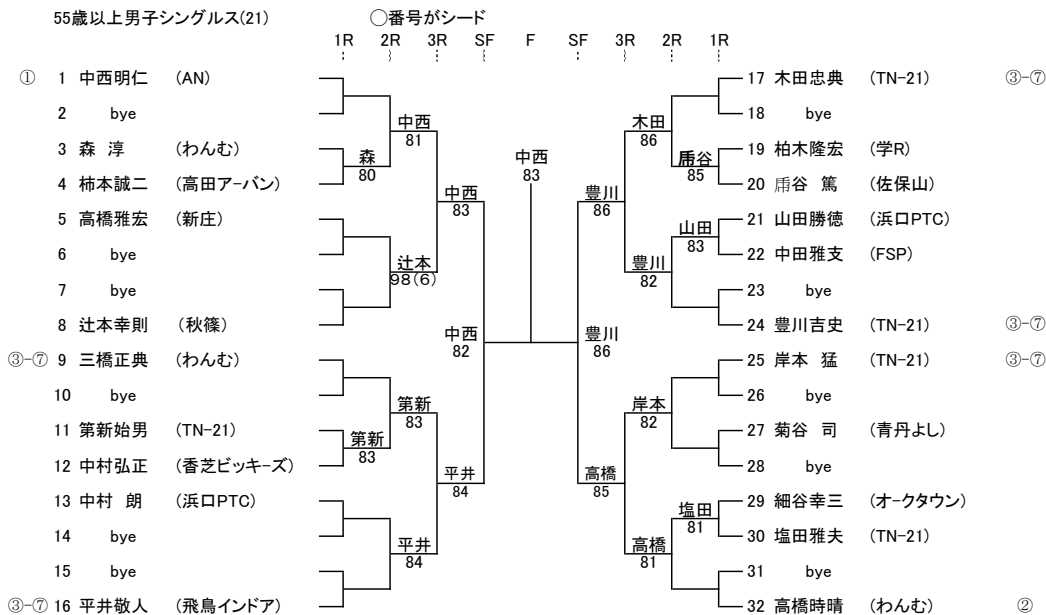 55歳以上男子シングルス(21) ○番号がシード
1R 2R 3R SF F SF 3R 2R 1R
① 1 中西明仁 (AN)
2 bye
3 森 淳 (わんむ)
4 柿本誠二 (高田ア-バン)
5 高橋雅宏 (新庄)
6 bye
7 bye
8 辻本幸則 (秋篠)
③-⑦ 9 三橋正典 (わんむ)
10 bye
11 第新始男 (TN-21)
12 中村弘正 (香芝ビッキ-ズ)
13 中村 朗 (浜口PTC)
14 bye
15 bye
③-⑦ 16 平井敬人 (飛鳥インドア)
森
80
第新
83
中西
81
辻本
98(6)
第新
83
平井
84
中西
83
平井
84
中西
82
中西
83
豊川
86
豊川
86
高橋
85
木田
86
豊川
82
岸本
82
高橋
81
乕谷
85
山田
83
塩田
81
17 木田忠典 (TN-21) ③-⑦
18 bye
19 柏木隆宏 (学R)
20 乕谷 篤 (佐保山)
21 山田勝徳 (浜口PTC)
22 中田雅支 (FSP)
23 bye
24 豊川吉史 (TN-21) ③-⑦
25 岸本 猛 (TN-21) ③-⑦
26 bye
27 菊谷 司 (青丹よし)
28 bye
29 細谷幸三 (オ-クタウン)
30 塩田雅夫 (TN-21)
31 bye
32 高橋時晴 (わんむ) ②